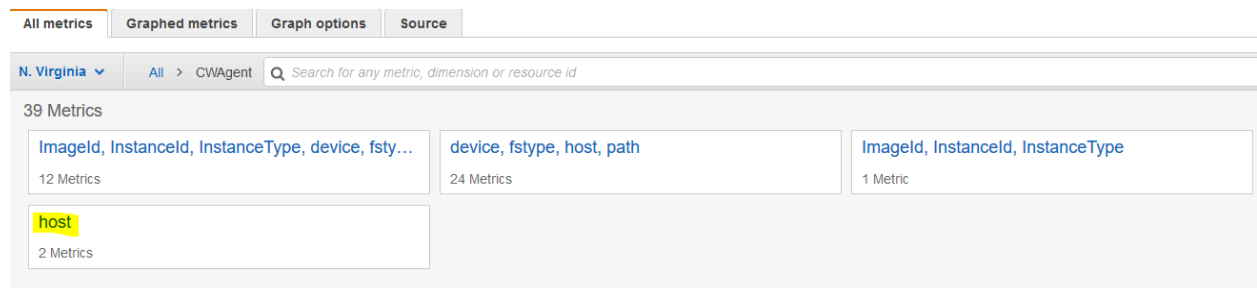 All metrics Graphed metrics Graph options Source
N. Virginia All > CWAgent Search for any metric, dimension or resource id
39 Metrics
ImageId, InstanceId, InstanceType, device, fsty... device, fstype, host, path ImageId, InstanceId, InstanceType
12 Metrics 24 Metrics 1 Metric
host
2 Metrics